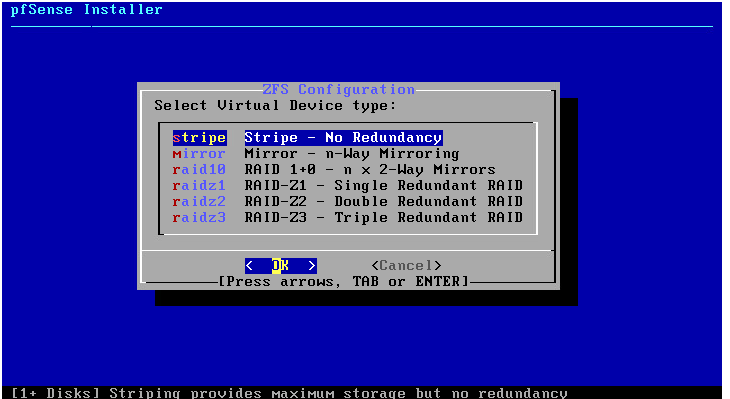 pfSense Installer
ZFS Configuration
Select Virtual Device type:
stripe Stripe - No Redundancy
mirror Mirror - n-Way Mirroring
raid10 RAID 1+0 - n x 2-Way Mirrors
raidz1 RAID-Z1 - Single Redundant RAID
raidz2 RAID-Z2 - Double Redundant RAID
raidz3 RAID-Z3 - Triple Redundant RAID
< OK > <Cancel>
[Press arrows, TAB or ENTER]
[1+ Disks] Striping provides maximum storage but no redundancy